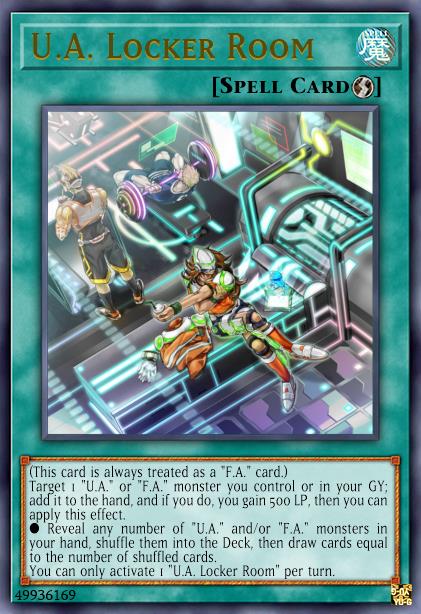 U.A. Locker Room
SPELL
魔
[Spell Card]
(This card is always treated as a "F.A." card.)
Target 1 "U.A." or "F.A." monster you control or in your GY;
add it to the hand, and if you do, you gain 500 LP, then you can
apply this effect.
● Reveal any number of "U.A." and/or "F.A." monsters in
your hand, shuffle them into the Deck, then draw cards equal
to the number of shuffled cards.
You can only activate 1 "U.A. Locker Room" per turn.
49936169